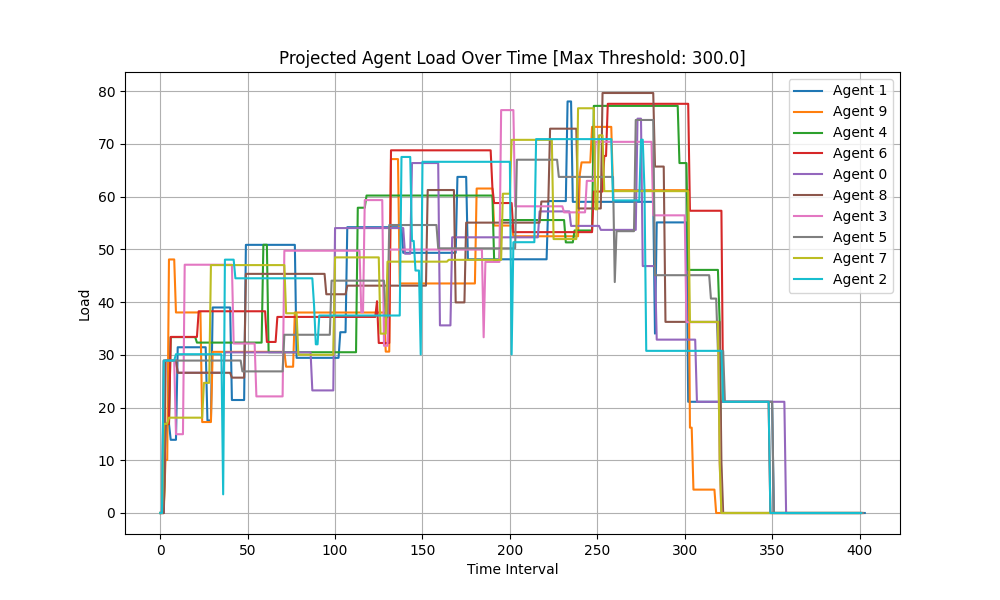 Projected Agent Load Over Time [Max Threshold: 300.0]
Load
80
70
60
50
40
30
20
10
0
Agent 1
Agent 9
Agent 4
Agent 6
Agent 0
Agent 8
Agent 3
Agent 5
Agent 7
Agent 2
0 50 100 150 200 250 300 350 400
Time Interval